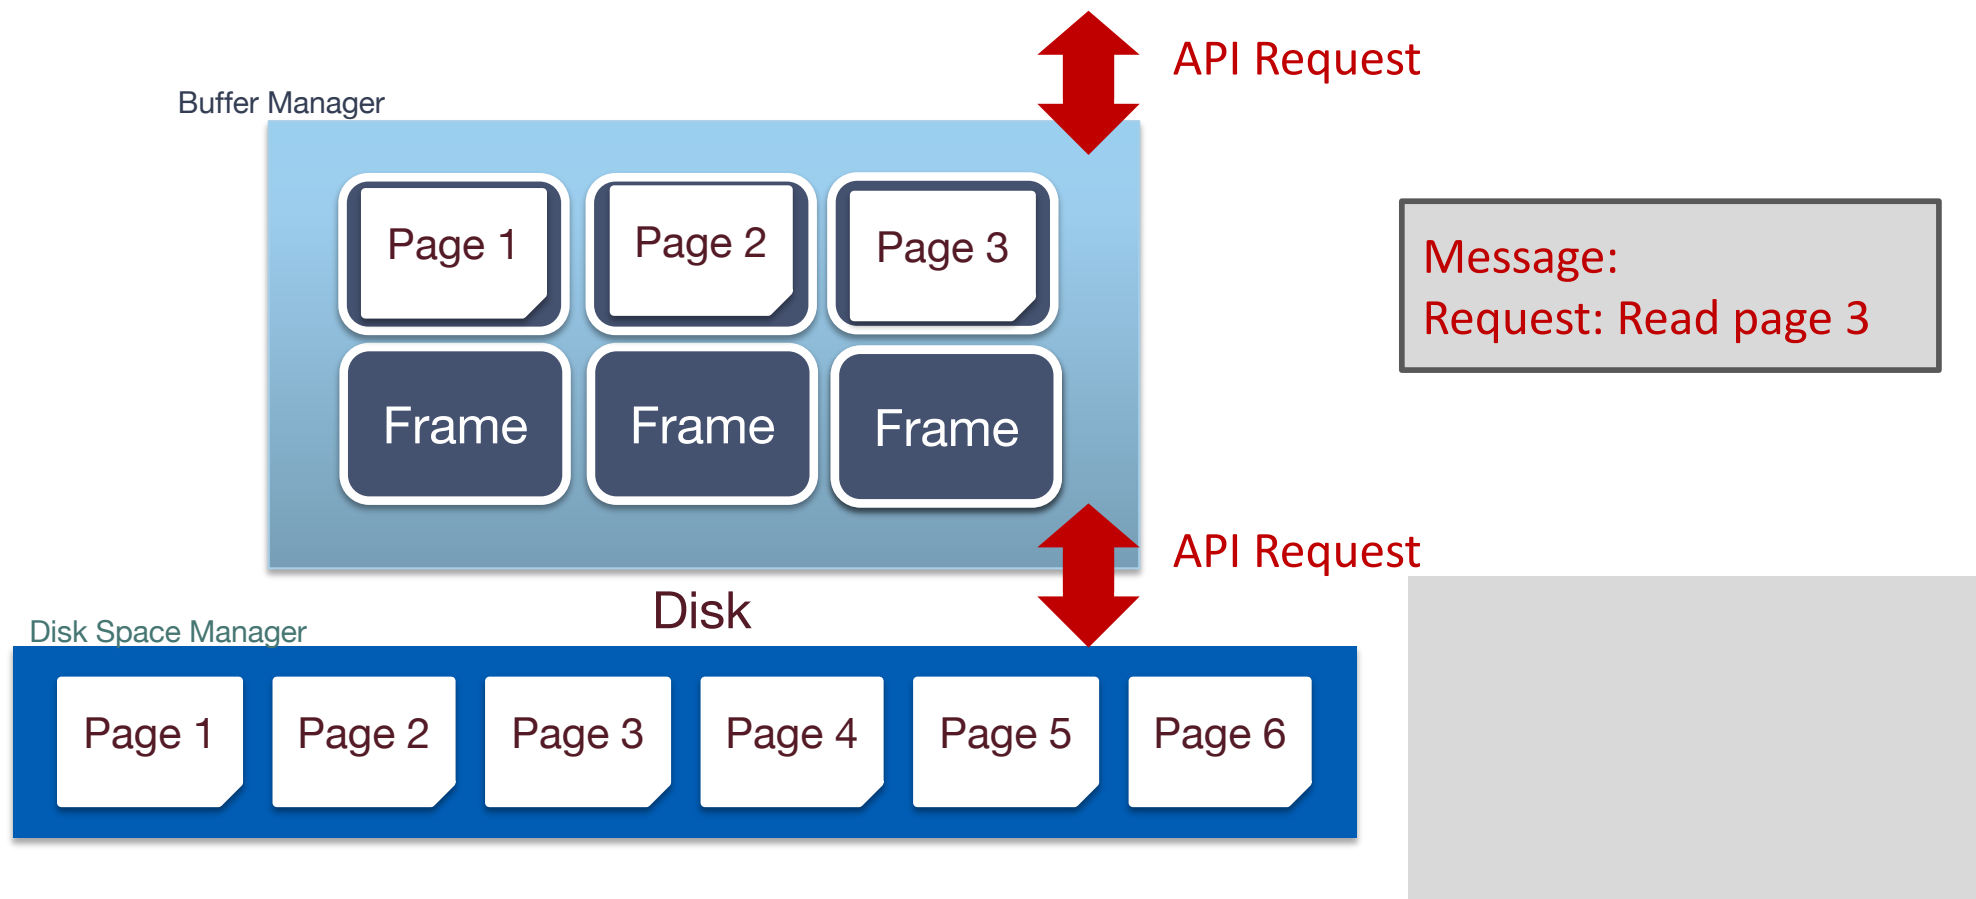 API Request
Buffer Manager
Page 1
Page 2
Page 3
Message:
Request: Read page 3
Frame
Frame
Frame
API Request
Disk
Disk Space Manager
Page 1
Page 2
Page 3
Page 4
Page 5
Page 6